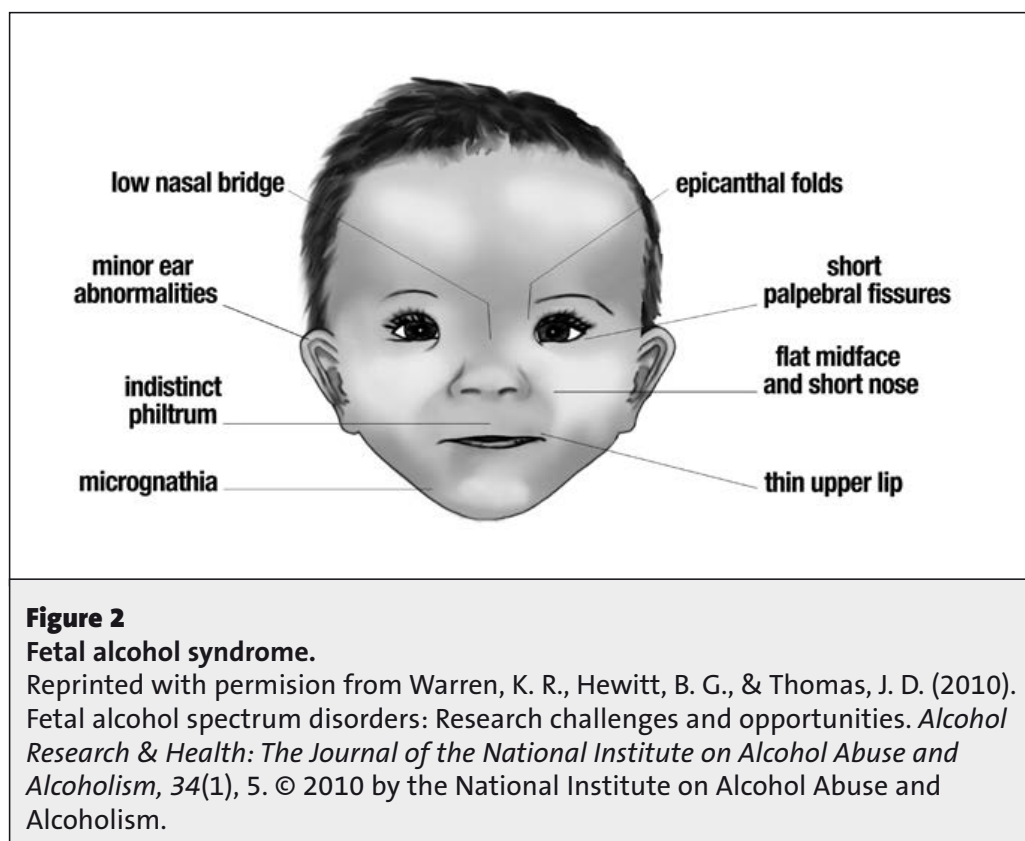 low nasal bridge
epicanthal folds
minor ear
abnormalities
short
palpebral fissures
indistinct
philtrum
flat midface
and short nose
micrognathia
thin upper lip
Figure 2
Fetal alcohol syndrome.
Reprinted with permision from Warren, K. R., Hewitt, B. G., & Thomas, J. D. (2010).
Fetal alcohol spectrum disorders: Research challenges and opportunities. Alcohol
Research & Health: The Journal of the National Institute on Alcohol Abuse and
Alcoholism, 34(1), 5. © 2010 by the National Institute on Alcohol Abuse and
Alcoholism.